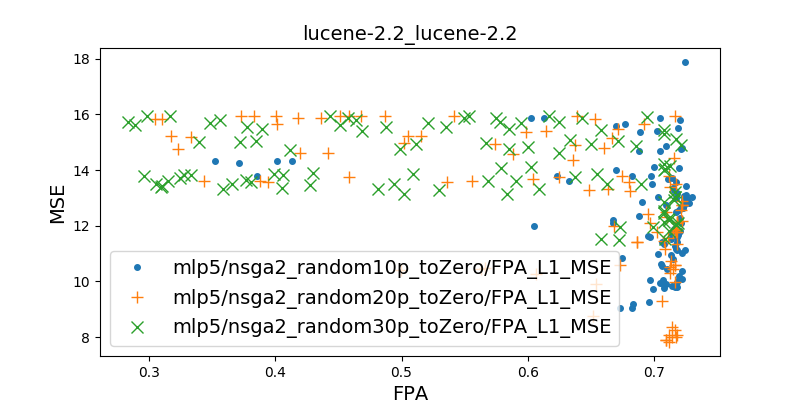 lucene-2.2_lucene-2.2
18
16
14
12
10
8
MSE
mlp5/nsga2_random10p_toZero/FPA_L1_MSE
mlp5/nsga2_random20p_toZero/FPA_L1_MSE
mlp5/nsga2_random30p_toZero/FPA_L1_MSE
0.3 0.4 0.5 0.6 0.7
FPA